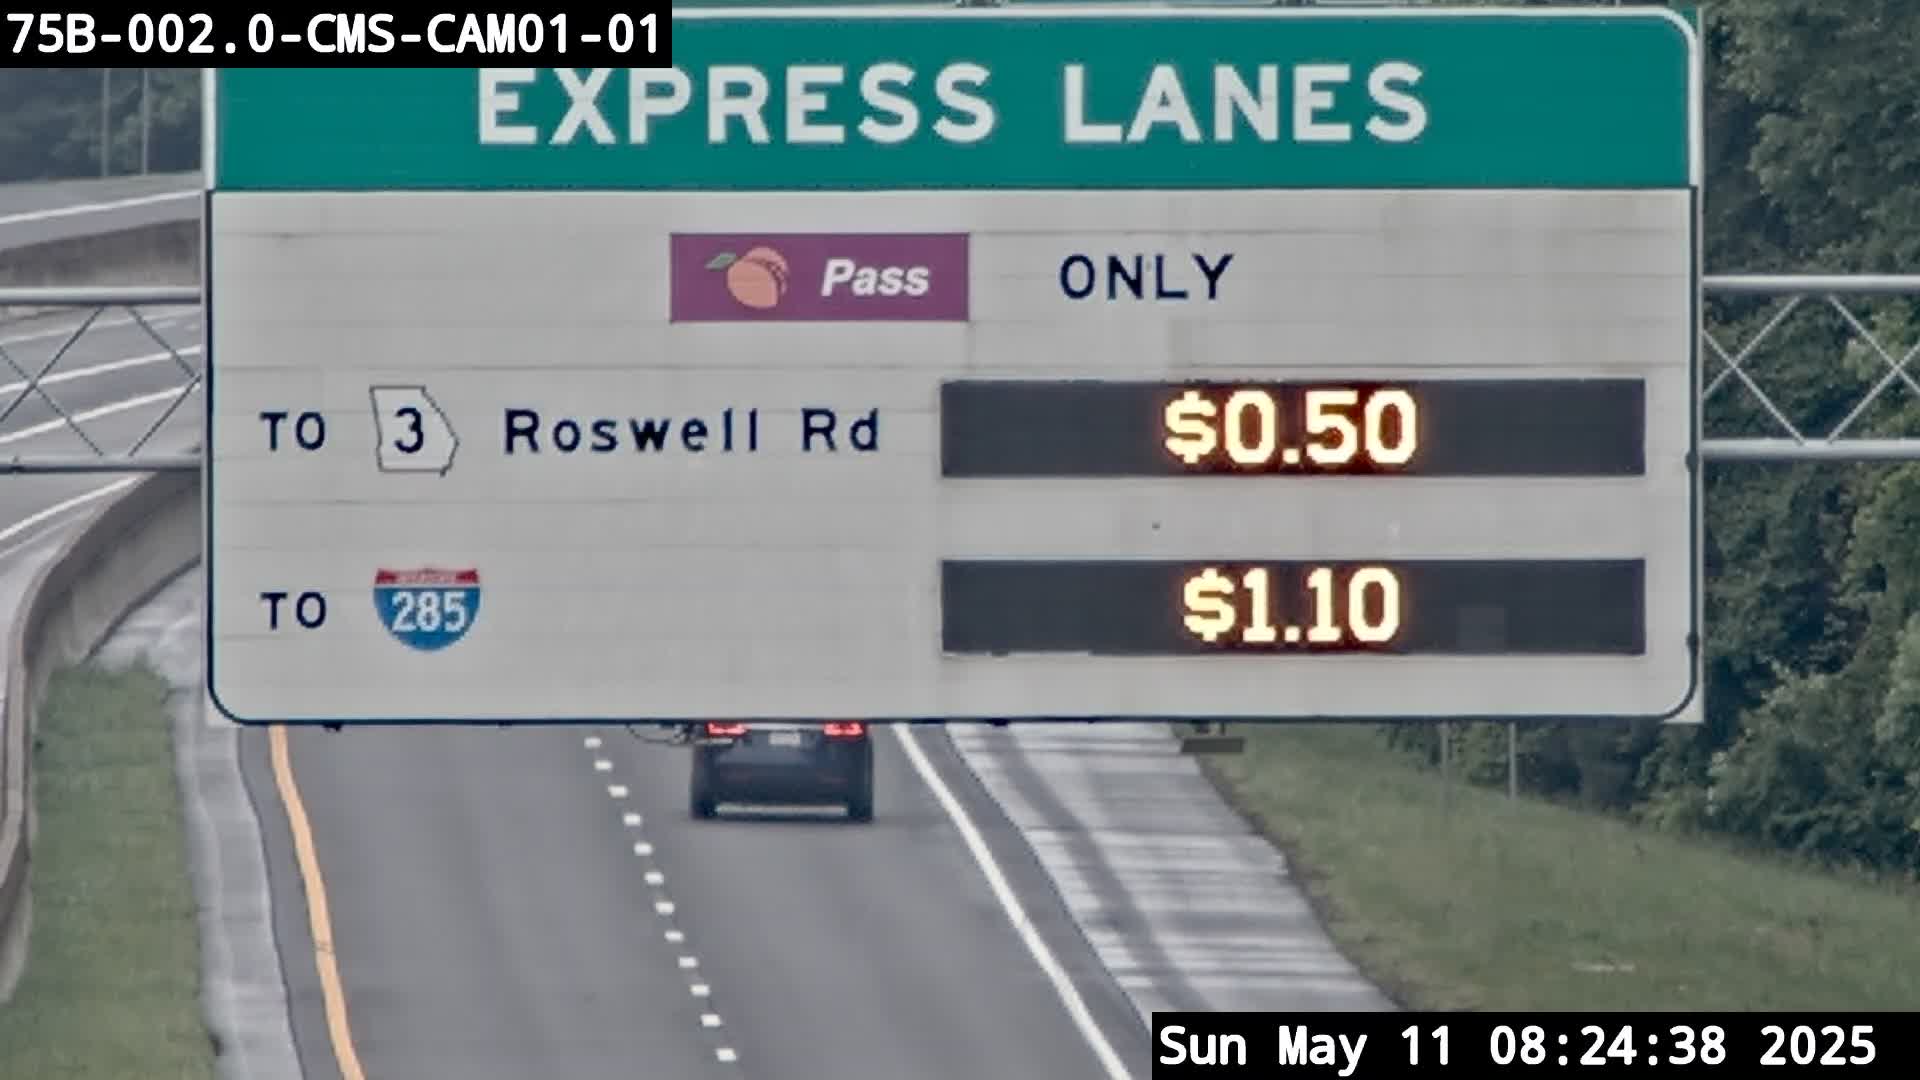 75B-002.0-CMS-CAM01-01
EXPRESS LANES
Pass ONLY
TO 3 Roswell Rd $0.50
TO 285 $1.10
Sun May 11 08:24:38 2025